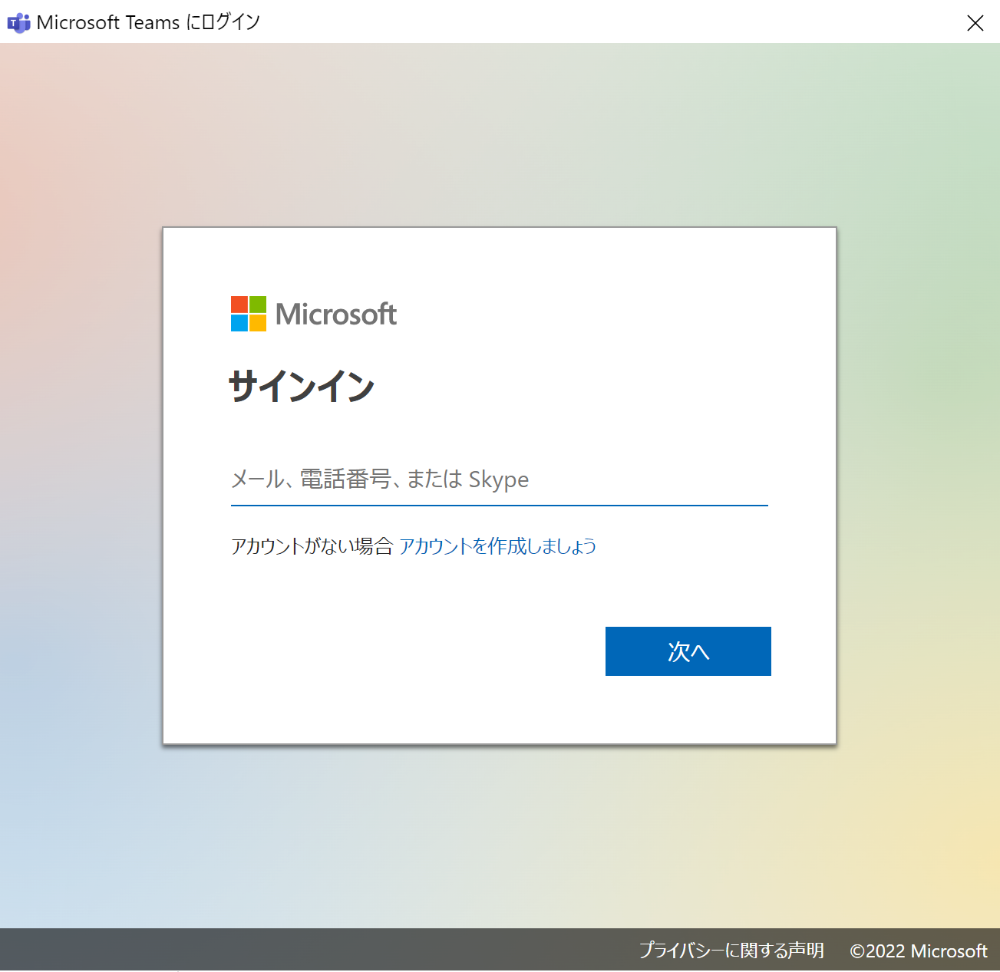 Microsoft Teams にログイン
Microsoft
サインイン
メール、電話番号、または Skype
アカウントがない場合 アカウントを作成しましょう
次へ
プライバシーに関する声明 ©2022 Microsoft